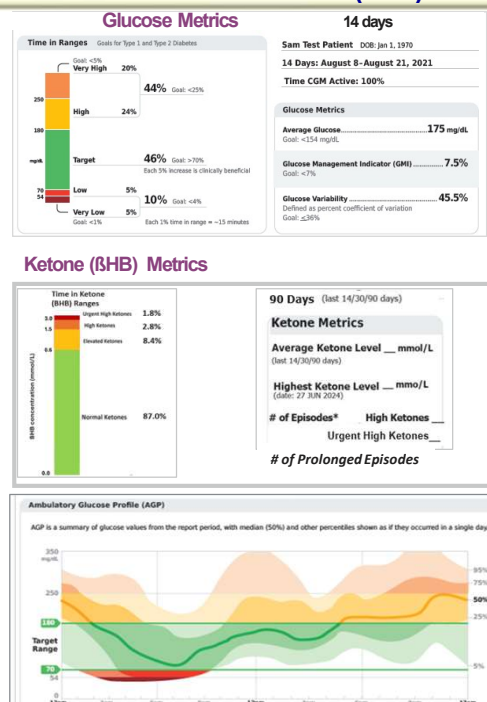 Glucose Metrics
14 days
Time in Ranges Goals for Type 1 and Type 2 Diabetes
Goal: <5%
Very High 20%
44% Goal: <25%
250
High 24%
180
mg/dL
Target 46% Goal: >70%
Each 5% increase is clinically beneficial
70
54
Low 5%
10% Goal: <4%
Very Low 5%
Goal: <1%
Each 1% time in range = ~15 minutes
Sam Test Patient DOB: Jan 1, 1970
14 Days: August 8–August 21, 2021
Time CGM Active: 100%
Glucose Metrics
Average Glucose 175 mg/dL
Goal: <154 mg/dL
Glucose Management Indicator (GMI) 7.5%
Goal: <7%
Glucose Variability 45.5%
Defined as percent coefficient of variation
Goal: ≤36%
Ketone (ßHB) Metrics
Time in Ketone
(BHB) Ranges
Urgent High Ketones 1.8%
3.0
High Ketones 2.8%
1.5
Elevated Ketones 8.4%
0.6
BHB concentration (mmol/L)
Normal Ketones 87.0%
0.0
90 Days (last 14/30/90 days)
Ketone Metrics
Average Ketone Level __ mmol/L
(last 14/30/90 days)
Highest Ketone Level __ mmo/L
(date: 27 JUN 2024)
# of Episodes* High Ketones __
Urgent High Ketones__
# of Prolonged Episodes
Ambulatory Glucose Profile (AGP)
AGP is a summary of glucose values from the report period, with median (50%) and other percentiles shown as if they occurred in a single day
350
mg/dL
95%
75%
250
50%
25%
180
Target
Range
70
5%
54
0